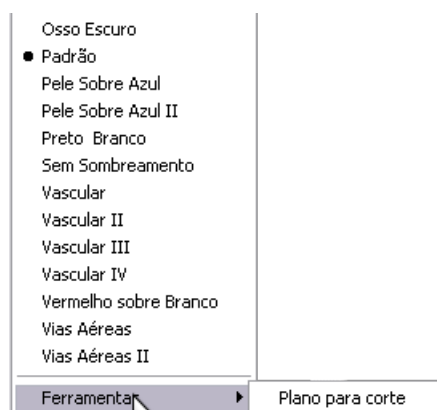 Osso Escuro
Padrão
Pele Sobre Azul
Pele Sobre Azul II
Preto Branco
Sem Sombreamento
Vascular
Vascular II
Vascular III
Vascular IV
Vermelho sobre Branco
Vias Aéreas
Vias Aéreas II
Ferramentas Plano para corte